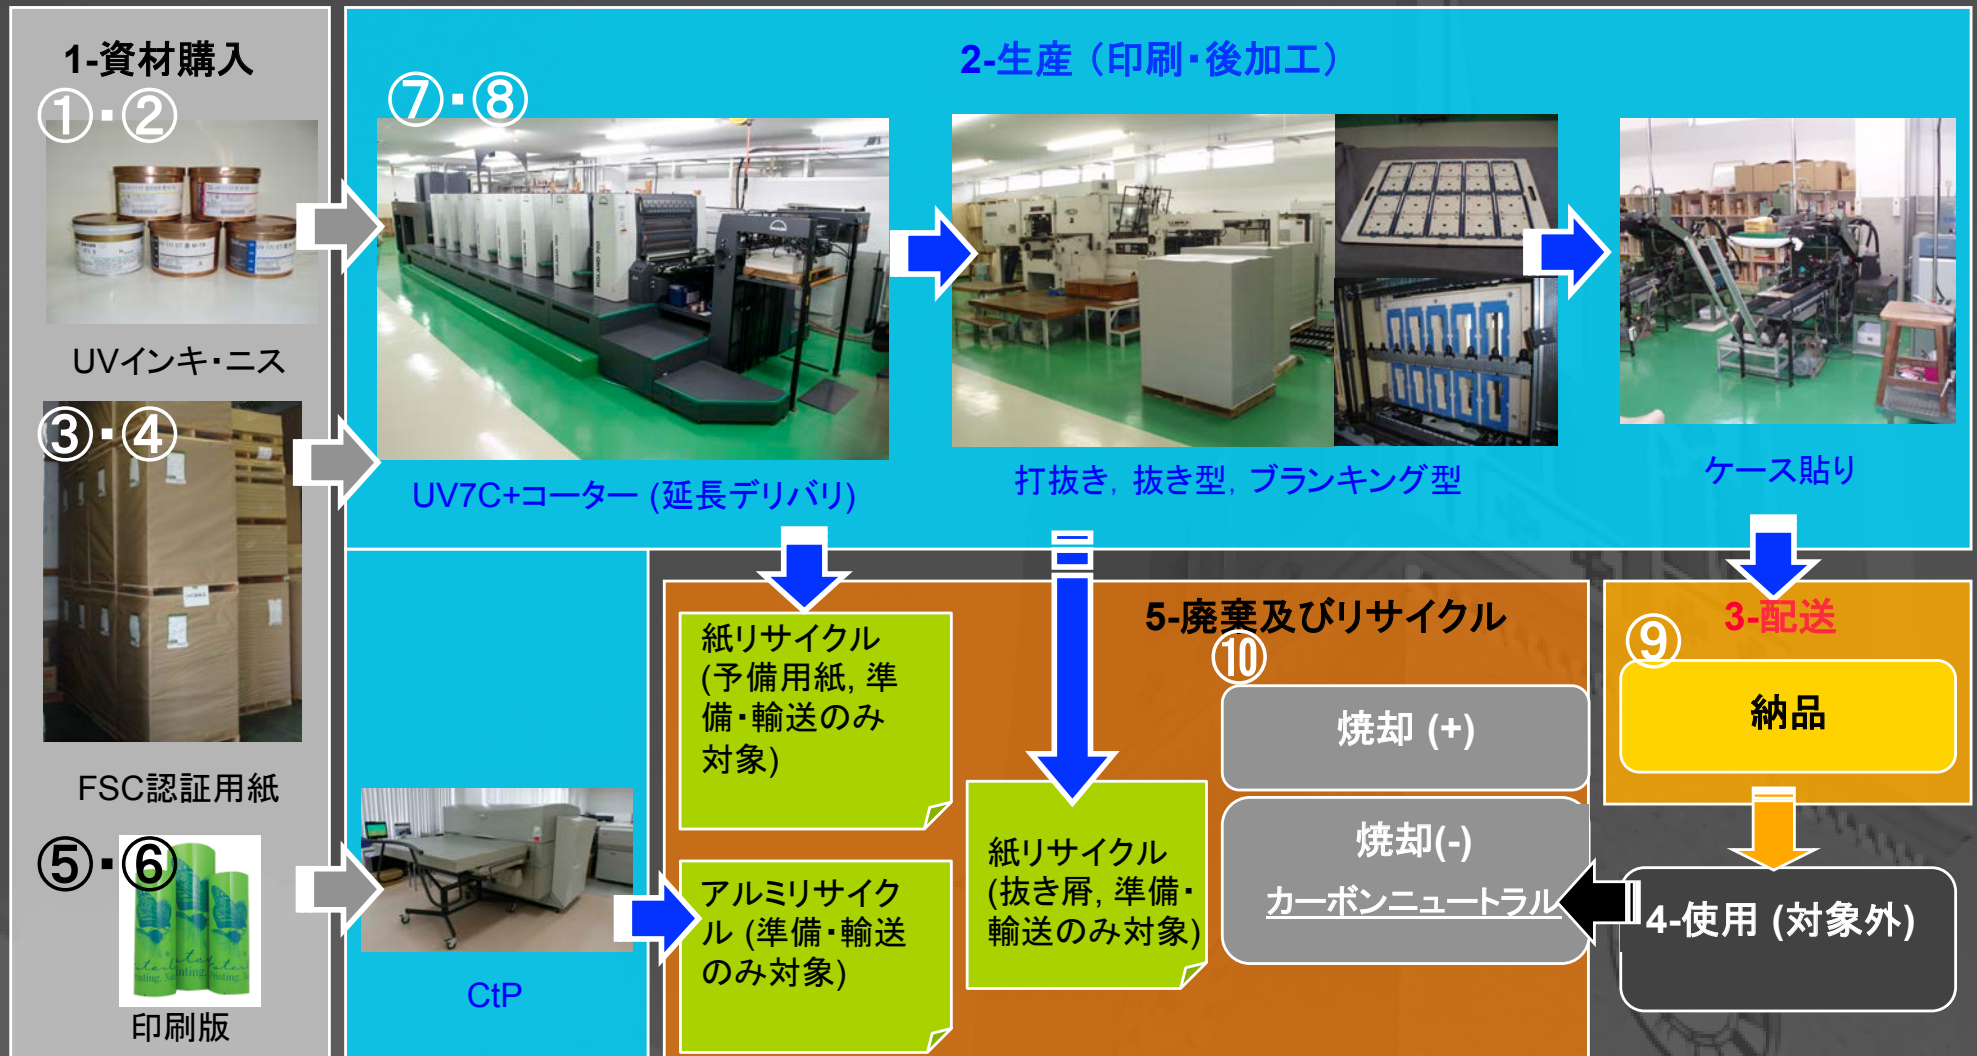 1-資材購入
①・②
UVインキ・ニス
③・④
FSC認証用紙
⑤・⑥
印刷版
2-生産（印刷・後加工）
⑦・⑧
UV7C+コーター (延長デリバリ)
打抜き, 抜き型, ブランキング型
ケース貼り
CtP
5-廃棄及びリサイクル
⑩
紙リサイクル
(予備用紙, 準
備・輸送のみ
対象)
アルミリサイク
ル (準備・輸送
のみ対象)
紙リサイクル
(抜き屑, 準備・
輸送のみ対象)
焼却 (+)
焼却(-)
カーボンニュートラル
3-配送
⑨
納品
4-使用 (対象外)